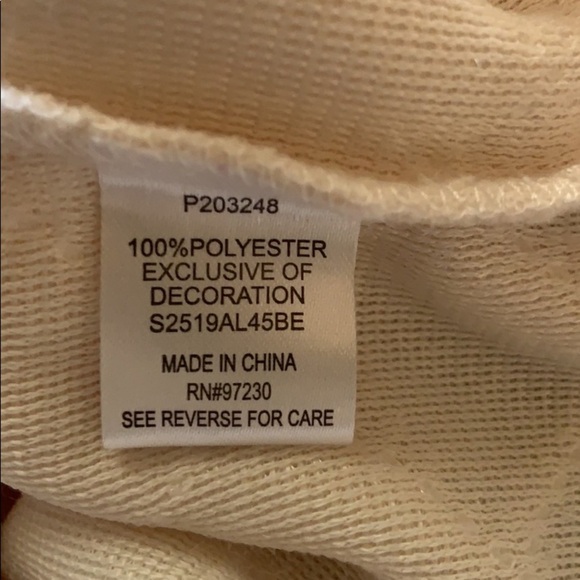 P203248
100%POLYESTER
EXCLUSIVE OF
DECORATION
S2519AL45BE
MADE IN CHINA
RN#97230
SEE REVERSE FOR CARE